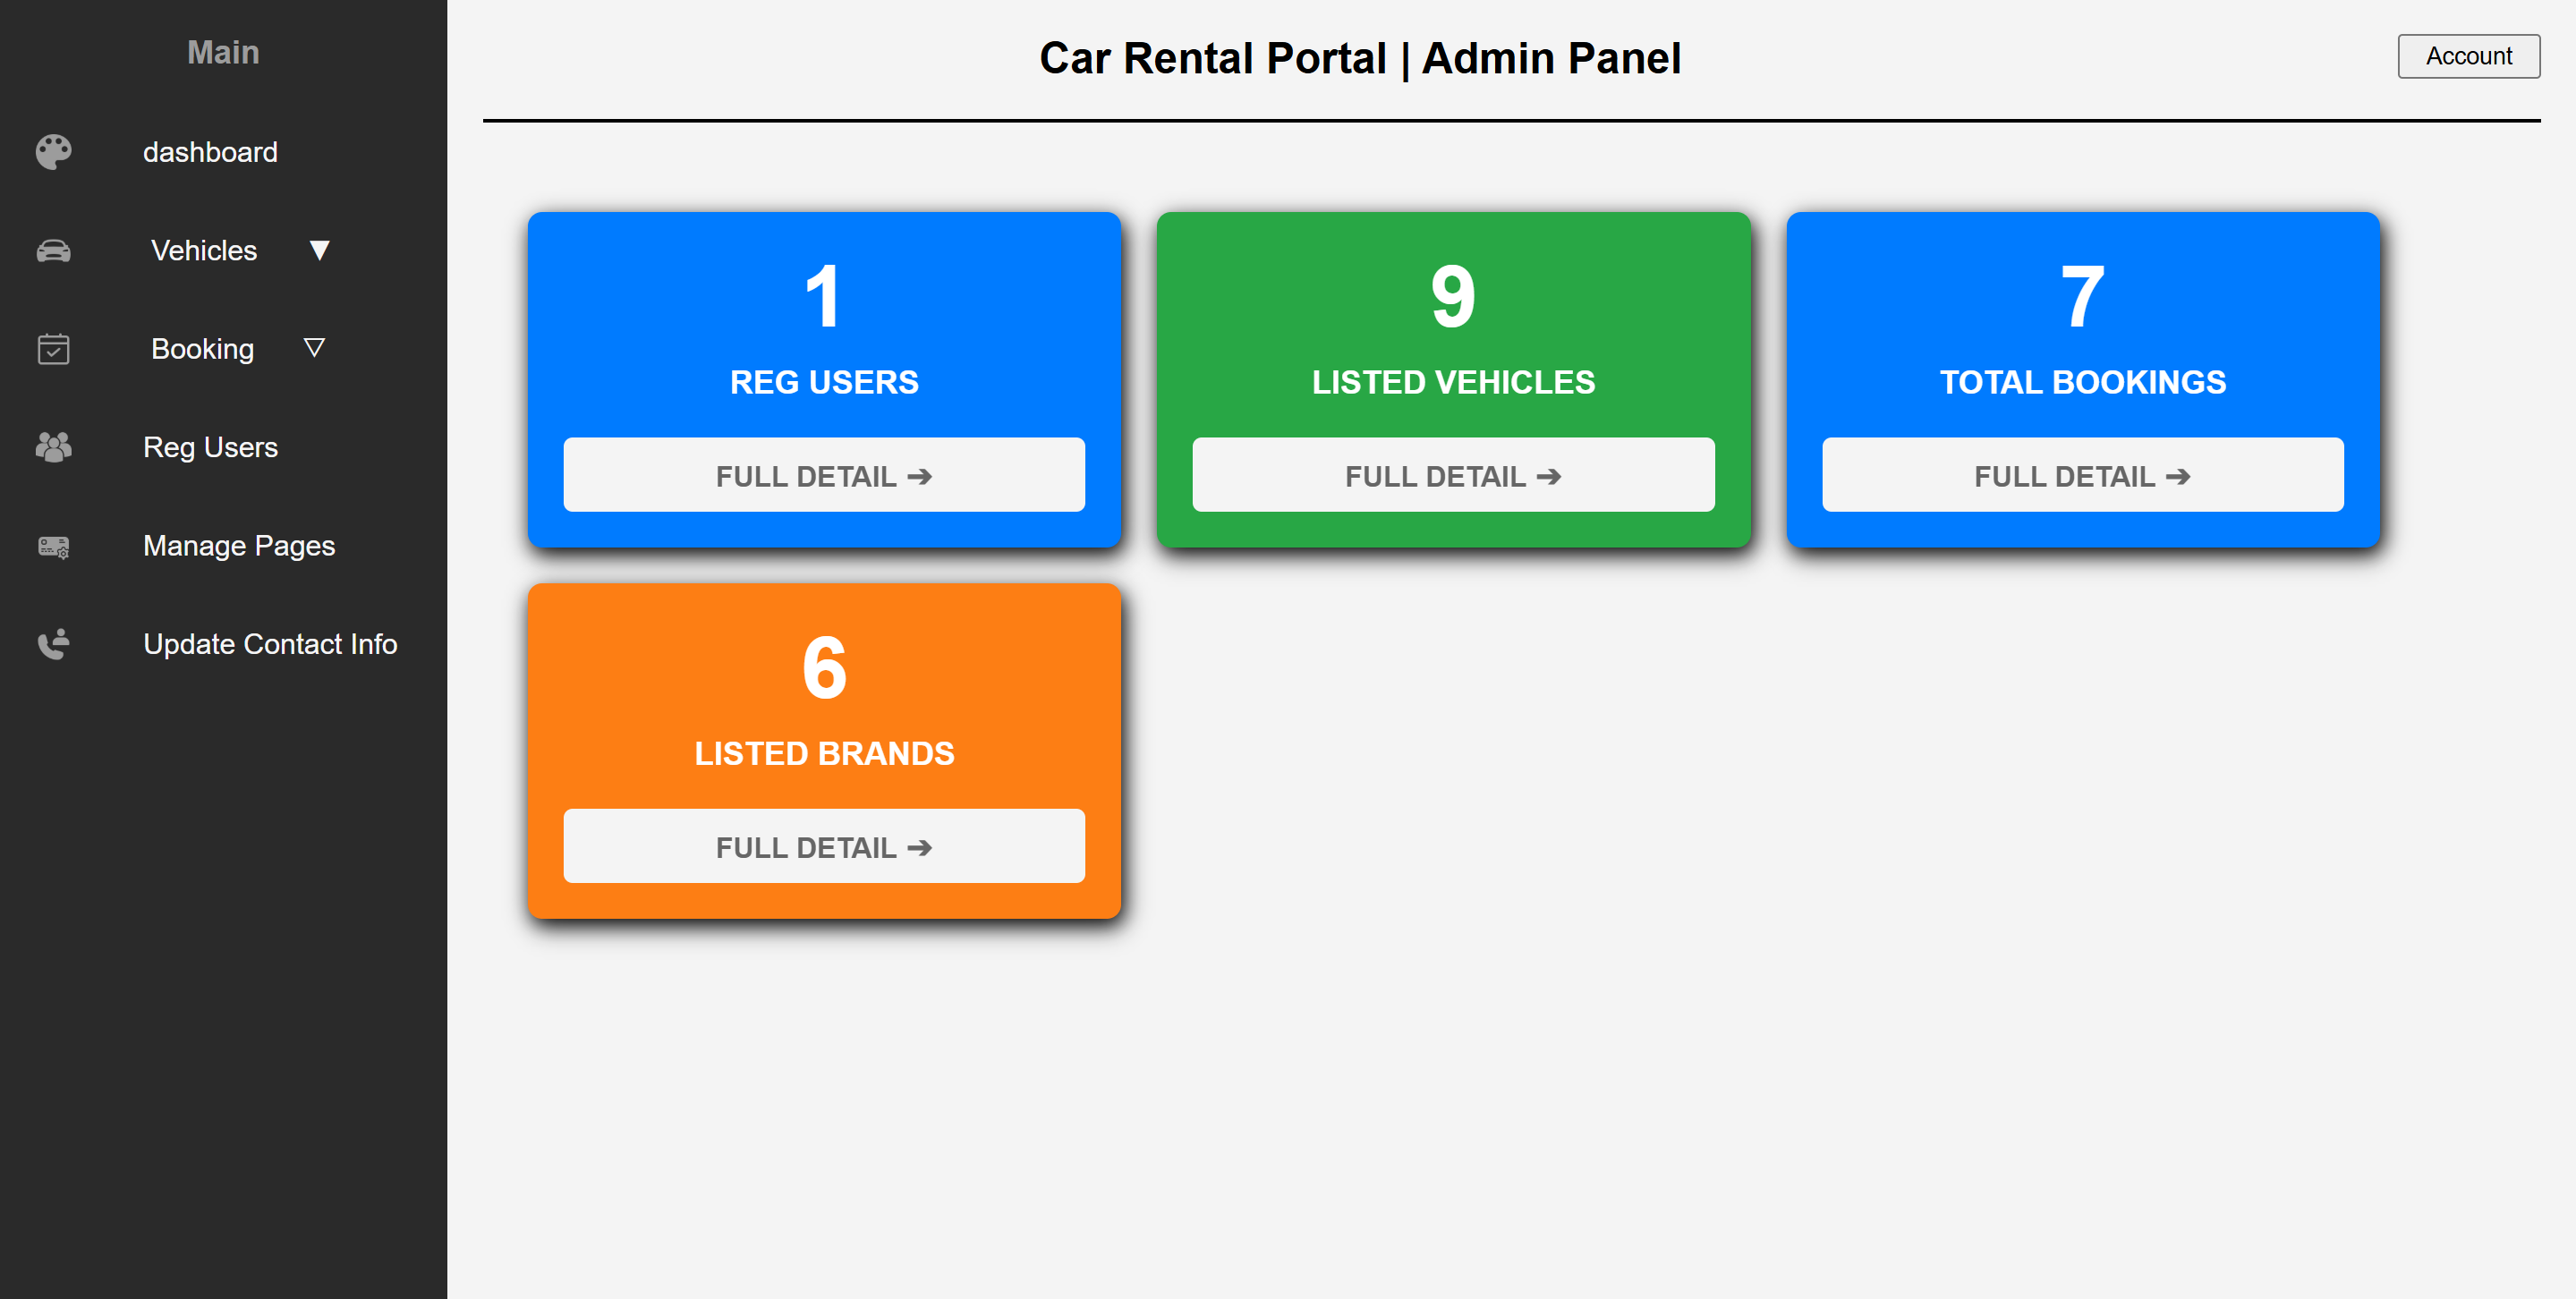 Main
dashboard
Vehicles ▼
Booking ▽
Reg Users
Manage Pages
Update Contact Info
Car Rental Portal | Admin Panel
Account
1
REG USERS
FULL DETAIL ➔
9
LISTED VEHICLES
FULL DETAIL ➔
7
TOTAL BOOKINGS
FULL DETAIL ➔
6
LISTED BRANDS
FULL DETAIL ➔